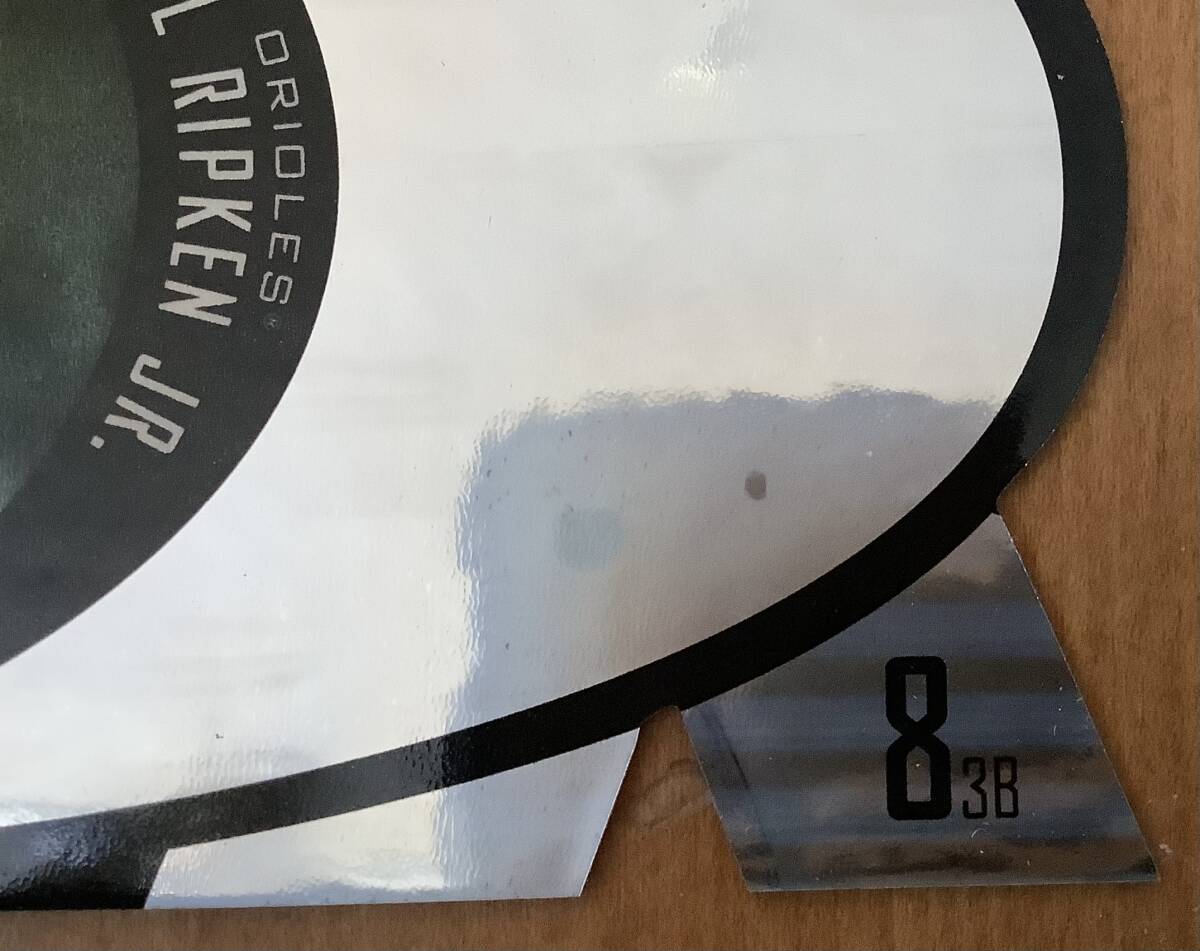 ORIOLES®
L RIPKEN JR.
8 3B